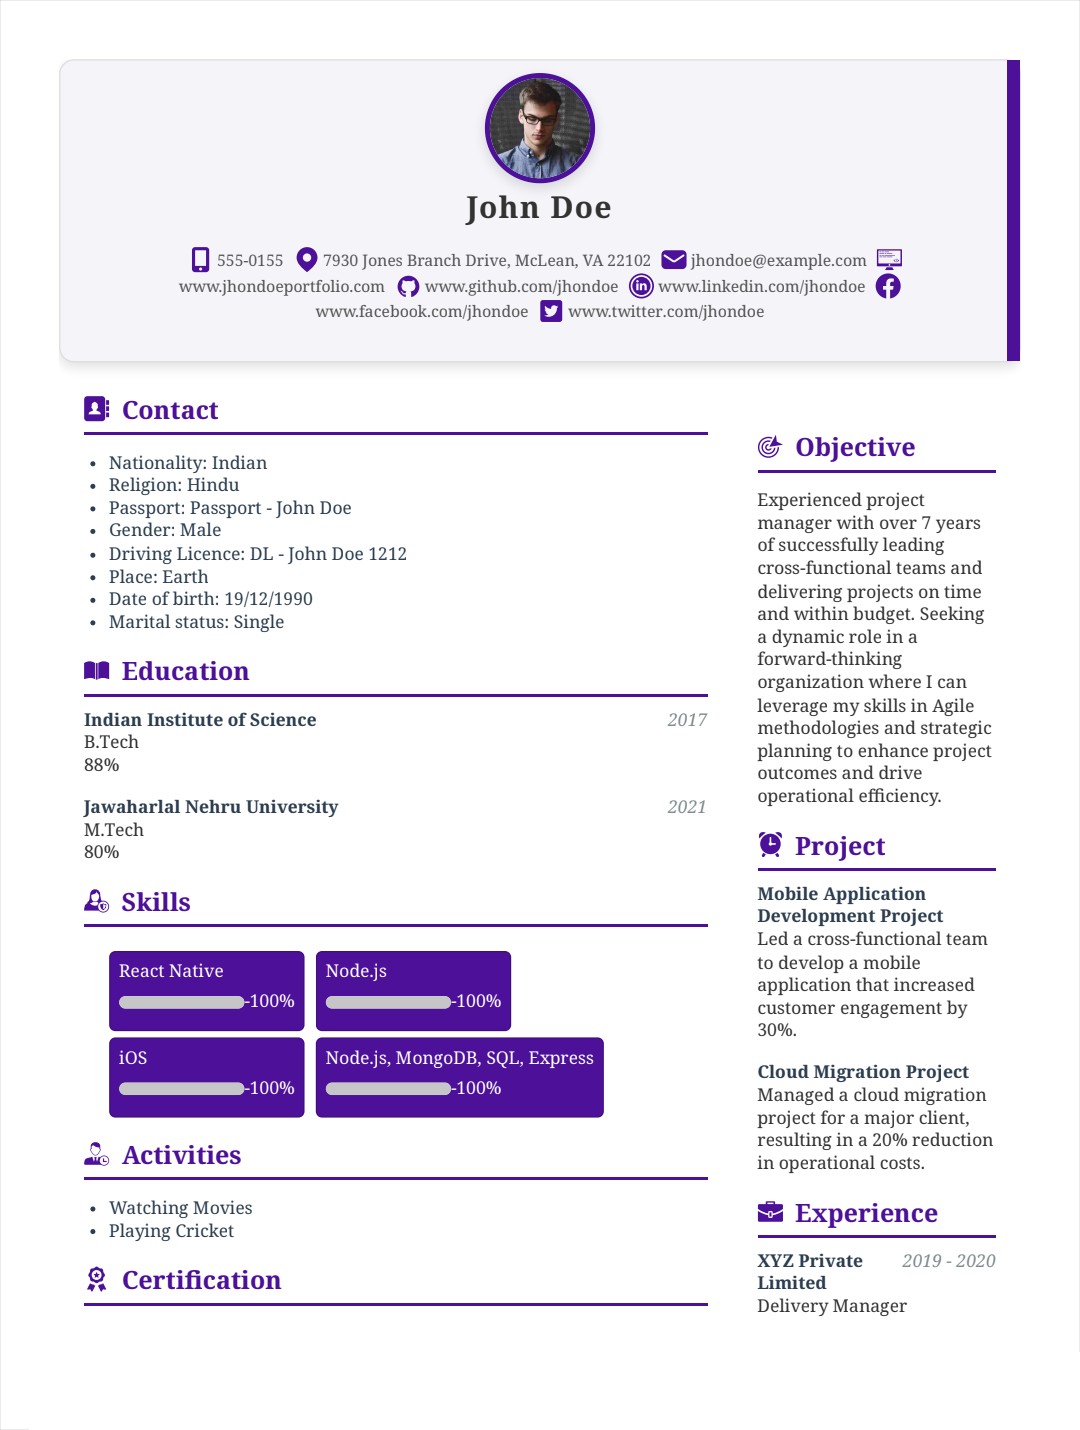 John Doe
555-0155 7930 Jones Branch Drive, McLean, VA 22102 jhondoe@example.com
www.jhondoeportfolio.com www.github.com/jhondoe www.linkedin.com/jhondoe
www.facebook.com/jhondoe www.twitter.com/jhondoe
Contact
Nationality: Indian
Religion: Hindu
Passport: Passport - John Doe
Gender: Male
Driving Licence: DL - John Doe 1212
Place: Earth
Date of birth: 19/12/1990
Marital status: Single
Education
Indian Institute of Science 2017
B.Tech
88%
Jawaharlal Nehru University 2021
M.Tech
80%
Skills
React Native
-100%
Node.js
-100%
iOS
-100%
Node.js, MongoDB, SQL, Express
-100%
Activities
Watching Movies
Playing Cricket
Certification
Objective
Experienced project
manager with over 7 years
of successfully leading
cross-functional teams and
delivering projects on time
and within budget. Seeking
a dynamic role in a
forward-thinking
organization where I can
leverage my skills in Agile
methodologies and strategic
planning to enhance project
outcomes and drive
operational efficiency.
Project
Mobile Application
Development Project
Led a cross-functional team
to develop a mobile
application that increased
customer engagement by
30%.
Cloud Migration Project
Managed a cloud migration
project for a major client,
resulting in a 20% reduction
in operational costs.
Experience
XYZ Private 2019 - 2020
Limited
Delivery Manager